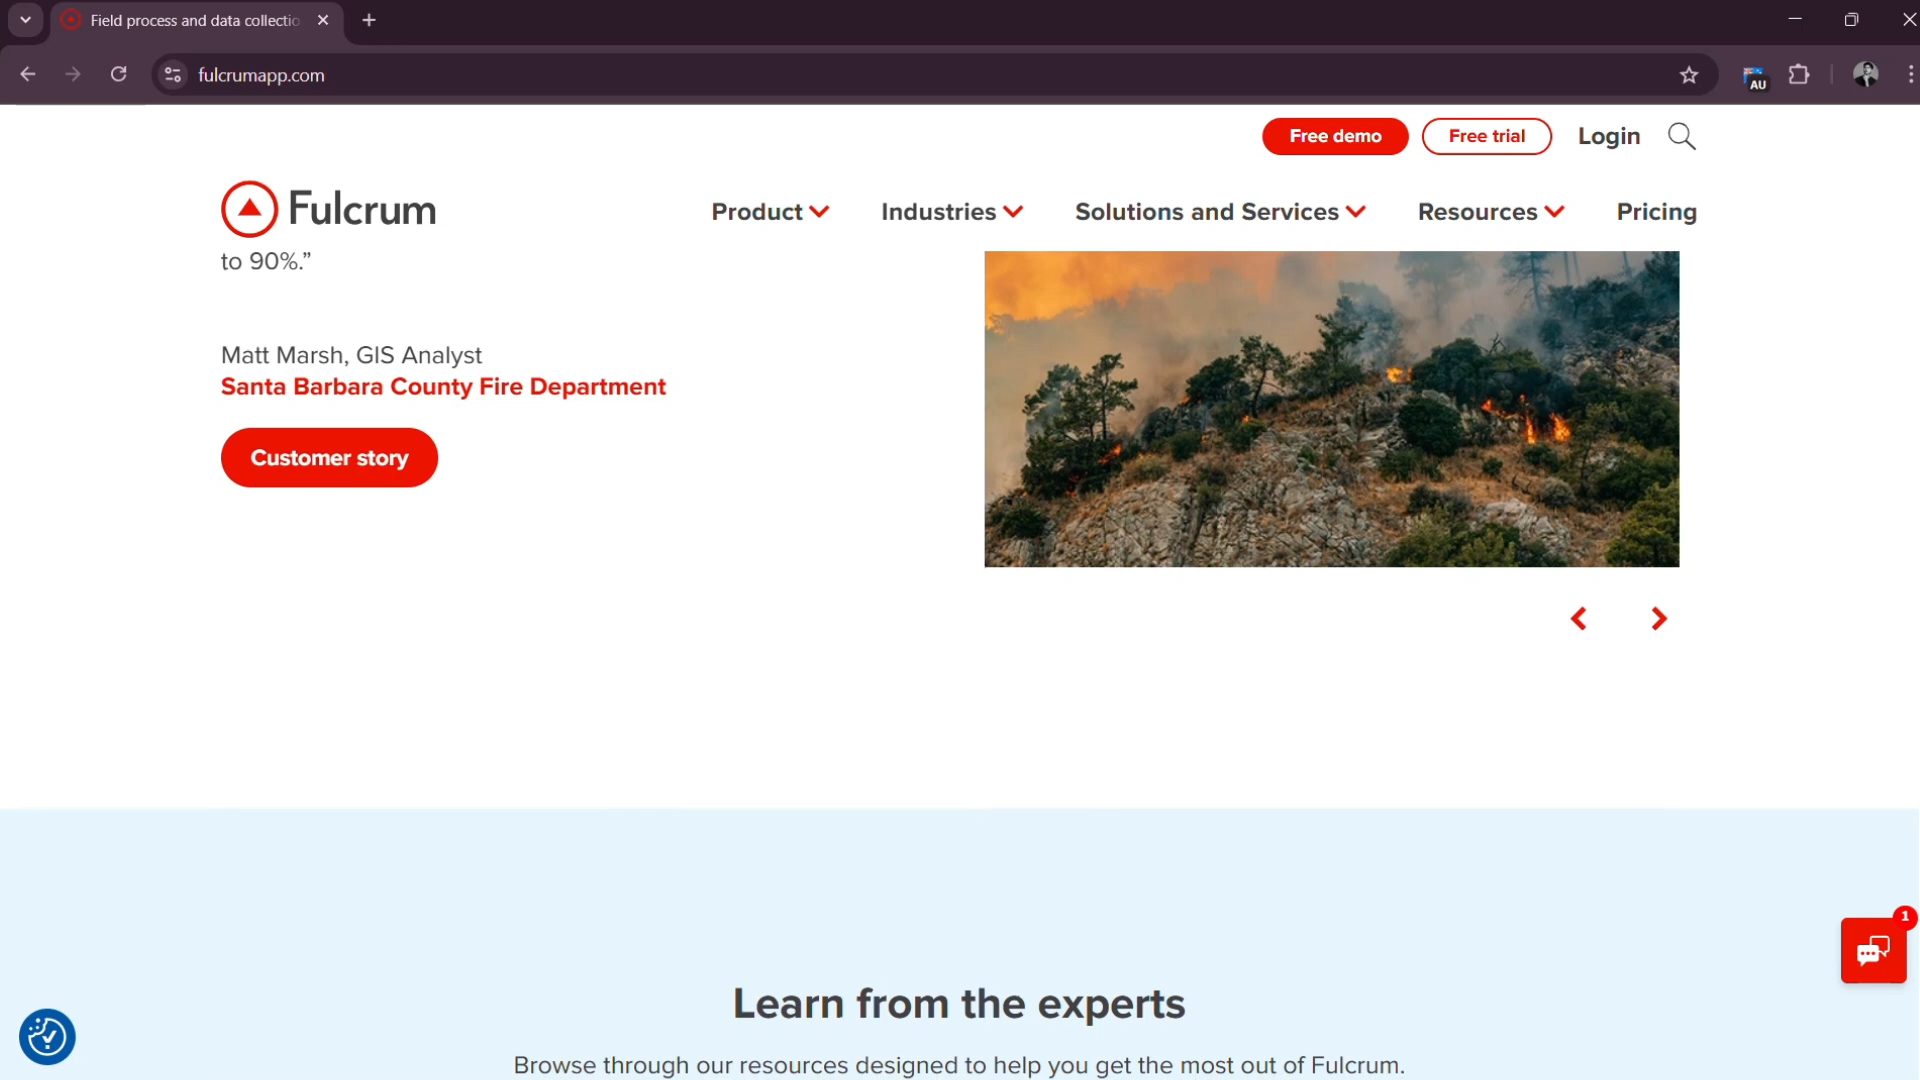 Field process and data collectio
fulcrumapp.com
AU
Free demo
Free trial
Login
Fulcrum
Product
Industries
Solutions and Services
Resources
Pricing
to 90%.”
Matt Marsh, GIS Analyst
Santa Barbara County Fire Department
Customer story
1
Learn from the experts
Browse through our resources designed to help you get the most out of Fulcrum.